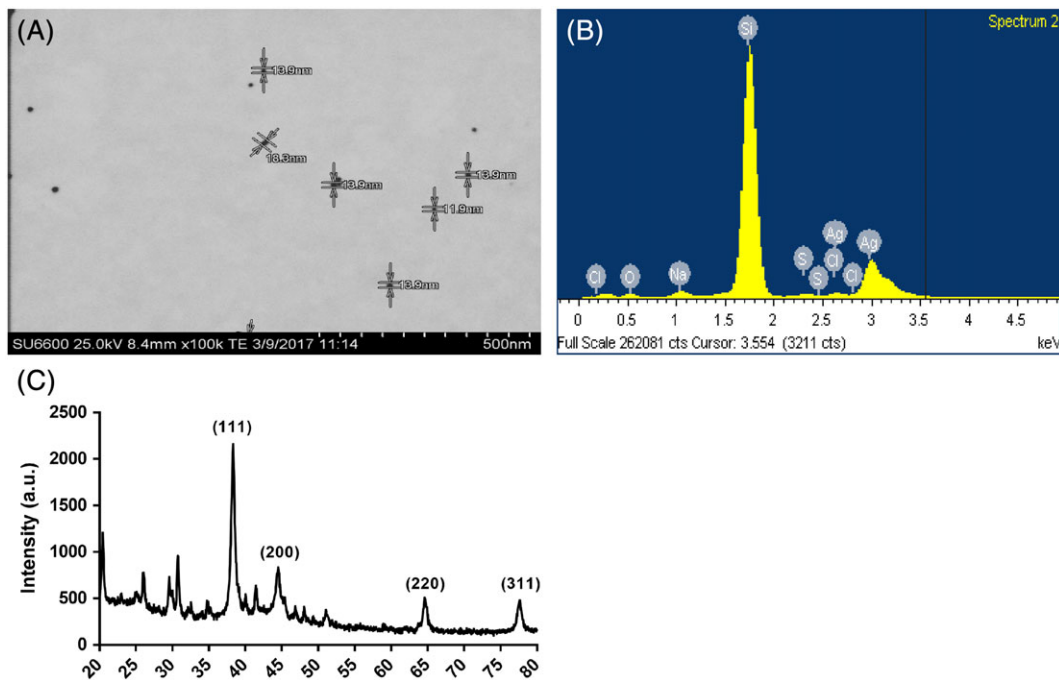 (A)
13.9nm
18.3nm
13.9nm
13.9nm
11.9nm
13.9nm
SU6600 25.0kV 8.4mm x100k TE 3/9/2017 11:14 500nm
(B)
Spectrum 2
Si
Ag
S Cl Ag
Cl O Na S Cl
0 0.5 1 1.5 2 2.5 3 3.5 4 4.5
Full Scale 262081 cts Cursor: 3.554 (3211 cts) keV
(C)
Intensity (a.u.)
2500
2000
1500
1000
500
0
(111)
(200)
(220)
(311)
20 25 30 35 40 45 50 55 60 65 70 75 80